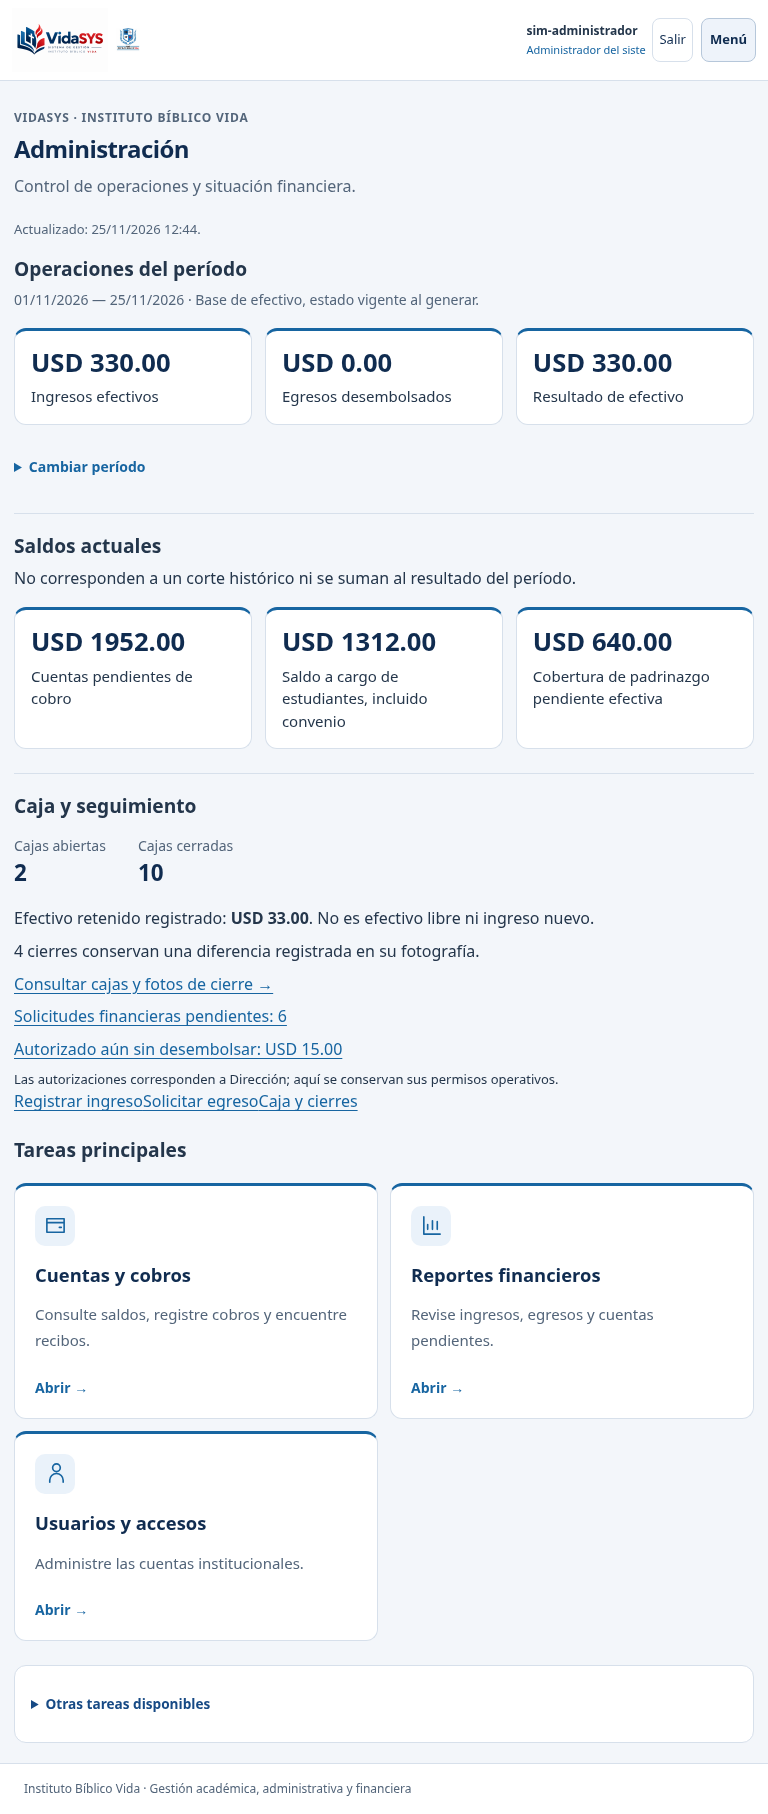 VidaSYS
SISTEMA DE GESTIÓN
INSTITUTO BÍBLICO VIDA
sim-administrador
Administrador del siste
Salir
Menú
VIDASYS · INSTITUTO BÍBLICO VIDA
Administración
Control de operaciones y situación financiera.
Actualizado: 25/11/2026 12:44.
Operaciones del período
01/11/2026 — 25/11/2026 · Base de efectivo, estado vigente al generar.
USD 330.00
Ingresos efectivos
USD 0.00
Egresos desembolsados
USD 330.00
Resultado de efectivo
Cambiar período
Saldos actuales
No corresponden a un corte histórico ni se suman al resultado del período.
USD 1952.00
Cuentas pendientes de
cobro
USD 1312.00
Saldo a cargo de
estudiantes, incluido
convenio
USD 640.00
Cobertura de padrinazgo
pendiente efectiva
Caja y seguimiento
Cajas abiertas
2
Cajas cerradas
10
Efectivo retenido registrado: USD 33.00. No es efectivo libre ni ingreso nuevo.
4 cierres conservan una diferencia registrada en su fotografía.
Consultar cajas y fotos de cierre →
Solicitudes financieras pendientes: 6
Autorizado aún sin desembolsar: USD 15.00
Las autorizaciones corresponden a Dirección; aquí se conservan sus permisos operativos.
Registrar ingresoSolicitar egresoCaja y cierres
Tareas principales
Cuentas y cobros
Consulte saldos, registre cobros y encuentre
recibos.
Abrir →
Reportes financieros
Revise ingresos, egresos y cuentas
pendientes.
Abrir →
Usuarios y accesos
Administre las cuentas institucionales.
Abrir →
Otras tareas disponibles
Instituto Bíblico Vida · Gestión académica, administrativa y financiera